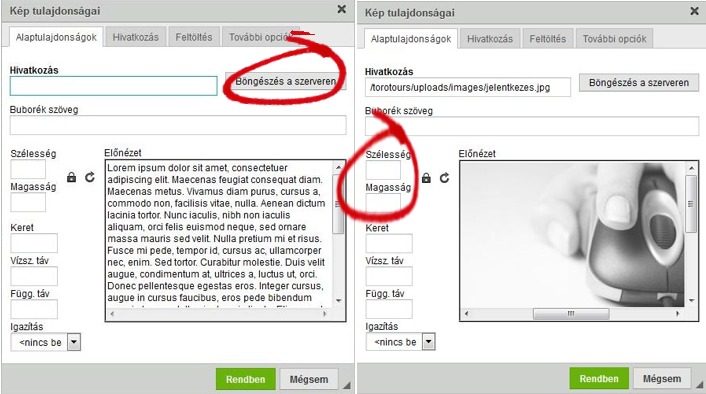 Kép tulajdonságai
Alaptulajdonságok Hivatkozás Feltöltés További opciók
Hivatkozás
Böngészés a szerveren
Buborék szöveg
Szélesség
Magasság
Keret
Vízsz. táv
Függ. táv
Igazítás
<nincs be
Előnézet
Lorem ipsum dolor sit amet, consectetuer
adipiscing elit. Maecenas feugiat consequat diam.
Maecenas metus. Vivamus diam purus, cursus a,
commodo non, facilisis vitae, nulla. Aenean dictum
lacinia tortor. Nunc iaculis, nibh non iaculis
aliquam, orci felis euismod neque, sed ornare
massa mauris sed velit. Nulla pretium mi et risus.
Fusce mi pede, tempor id, cursus ac, ullamcorper
nec, enim. Sed tortor. Curabitur molestie. Duis velit
augue, condimentum at, ultrices a, luctus ut, orci.
Donec pellentesque egestas eros. Integer cursus,
augue in cursus faucibus, eros pede bibendum
Rendben Mégsem
Kép tulajdonságai
Alaptulajdonságok Hivatkozás Feltöltés További opciók
Hivatkozás
/torotours/uploads/images/jelentkezes.jpg
Böngészés a szerveren
Buborék szöveg
Szélesség
Magasság
Keret
Vízsz. táv
Függ. táv
Igazítás
<nincs be
Előnézet
Rendben Mégsem